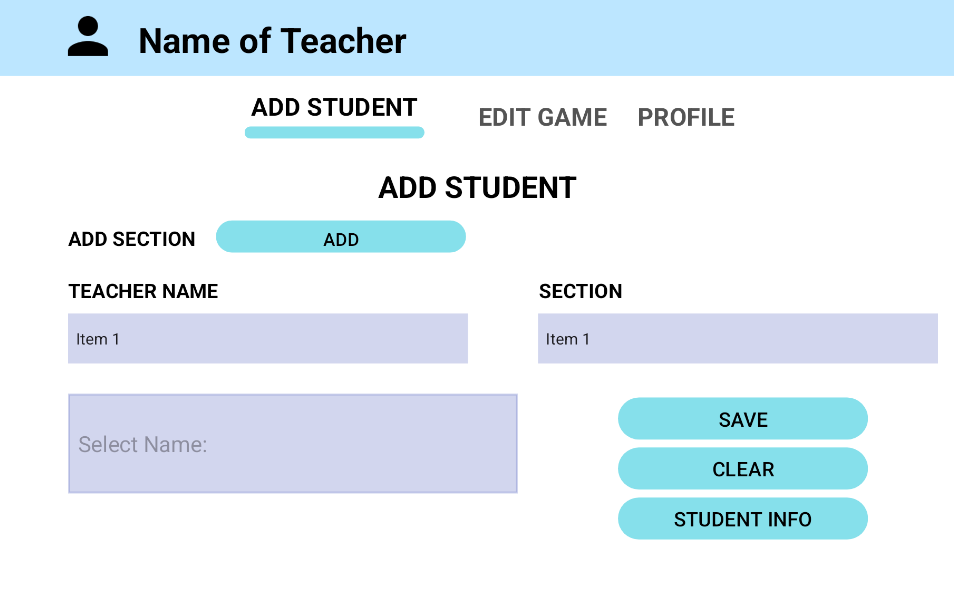 Name of Teacher
ADD STUDENT
EDIT GAME
PROFILE
ADD STUDENT
ADD SECTION
ADD
TEACHER NAME
SECTION
Item 1
Item 1
Select Name:
SAVE
CLEAR
STUDENT INFO